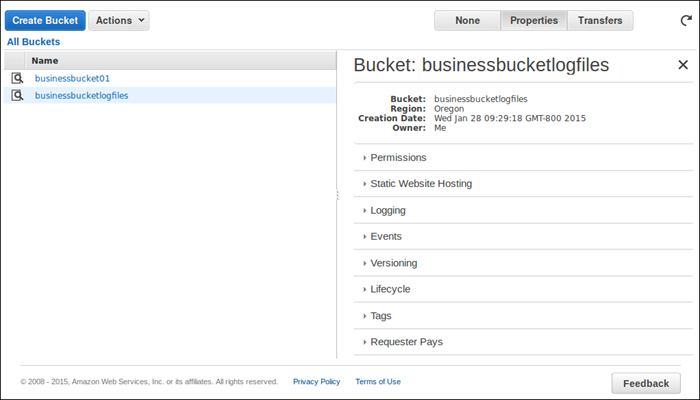 Create Bucket Actions None Properties Transfers
All Buckets
Name
businessbucket01
businessbucketlogfiles
Bucket: businessbucketlogfiles
Bucket: businessbucketlogfiles
Region: Oregon
Creation Date: Wed Jan 28 09:29:18 GMT-800 2015
Owner: Me
Permissions
Static Website Hosting
Logging
Events
Versioning
Lifecycle
Tags
Requester Pays
© 2008 - 2015, Amazon Web Services, Inc. or its affiliates. All rights reserved. Privacy Policy Terms of Use Feedback